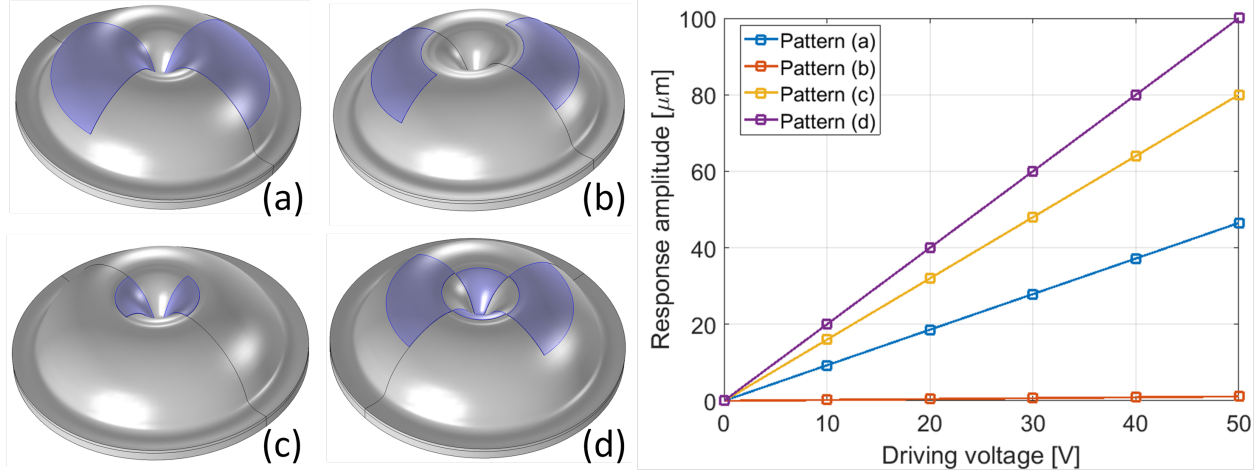 (a)
(b)
(c)
(d)
100
80
60
40
20
0
Response amplitude [μm]
Pattern (a)
Pattern (b)
Pattern (c)
Pattern (d)
0 10 20 30 40 50
Driving voltage [V]